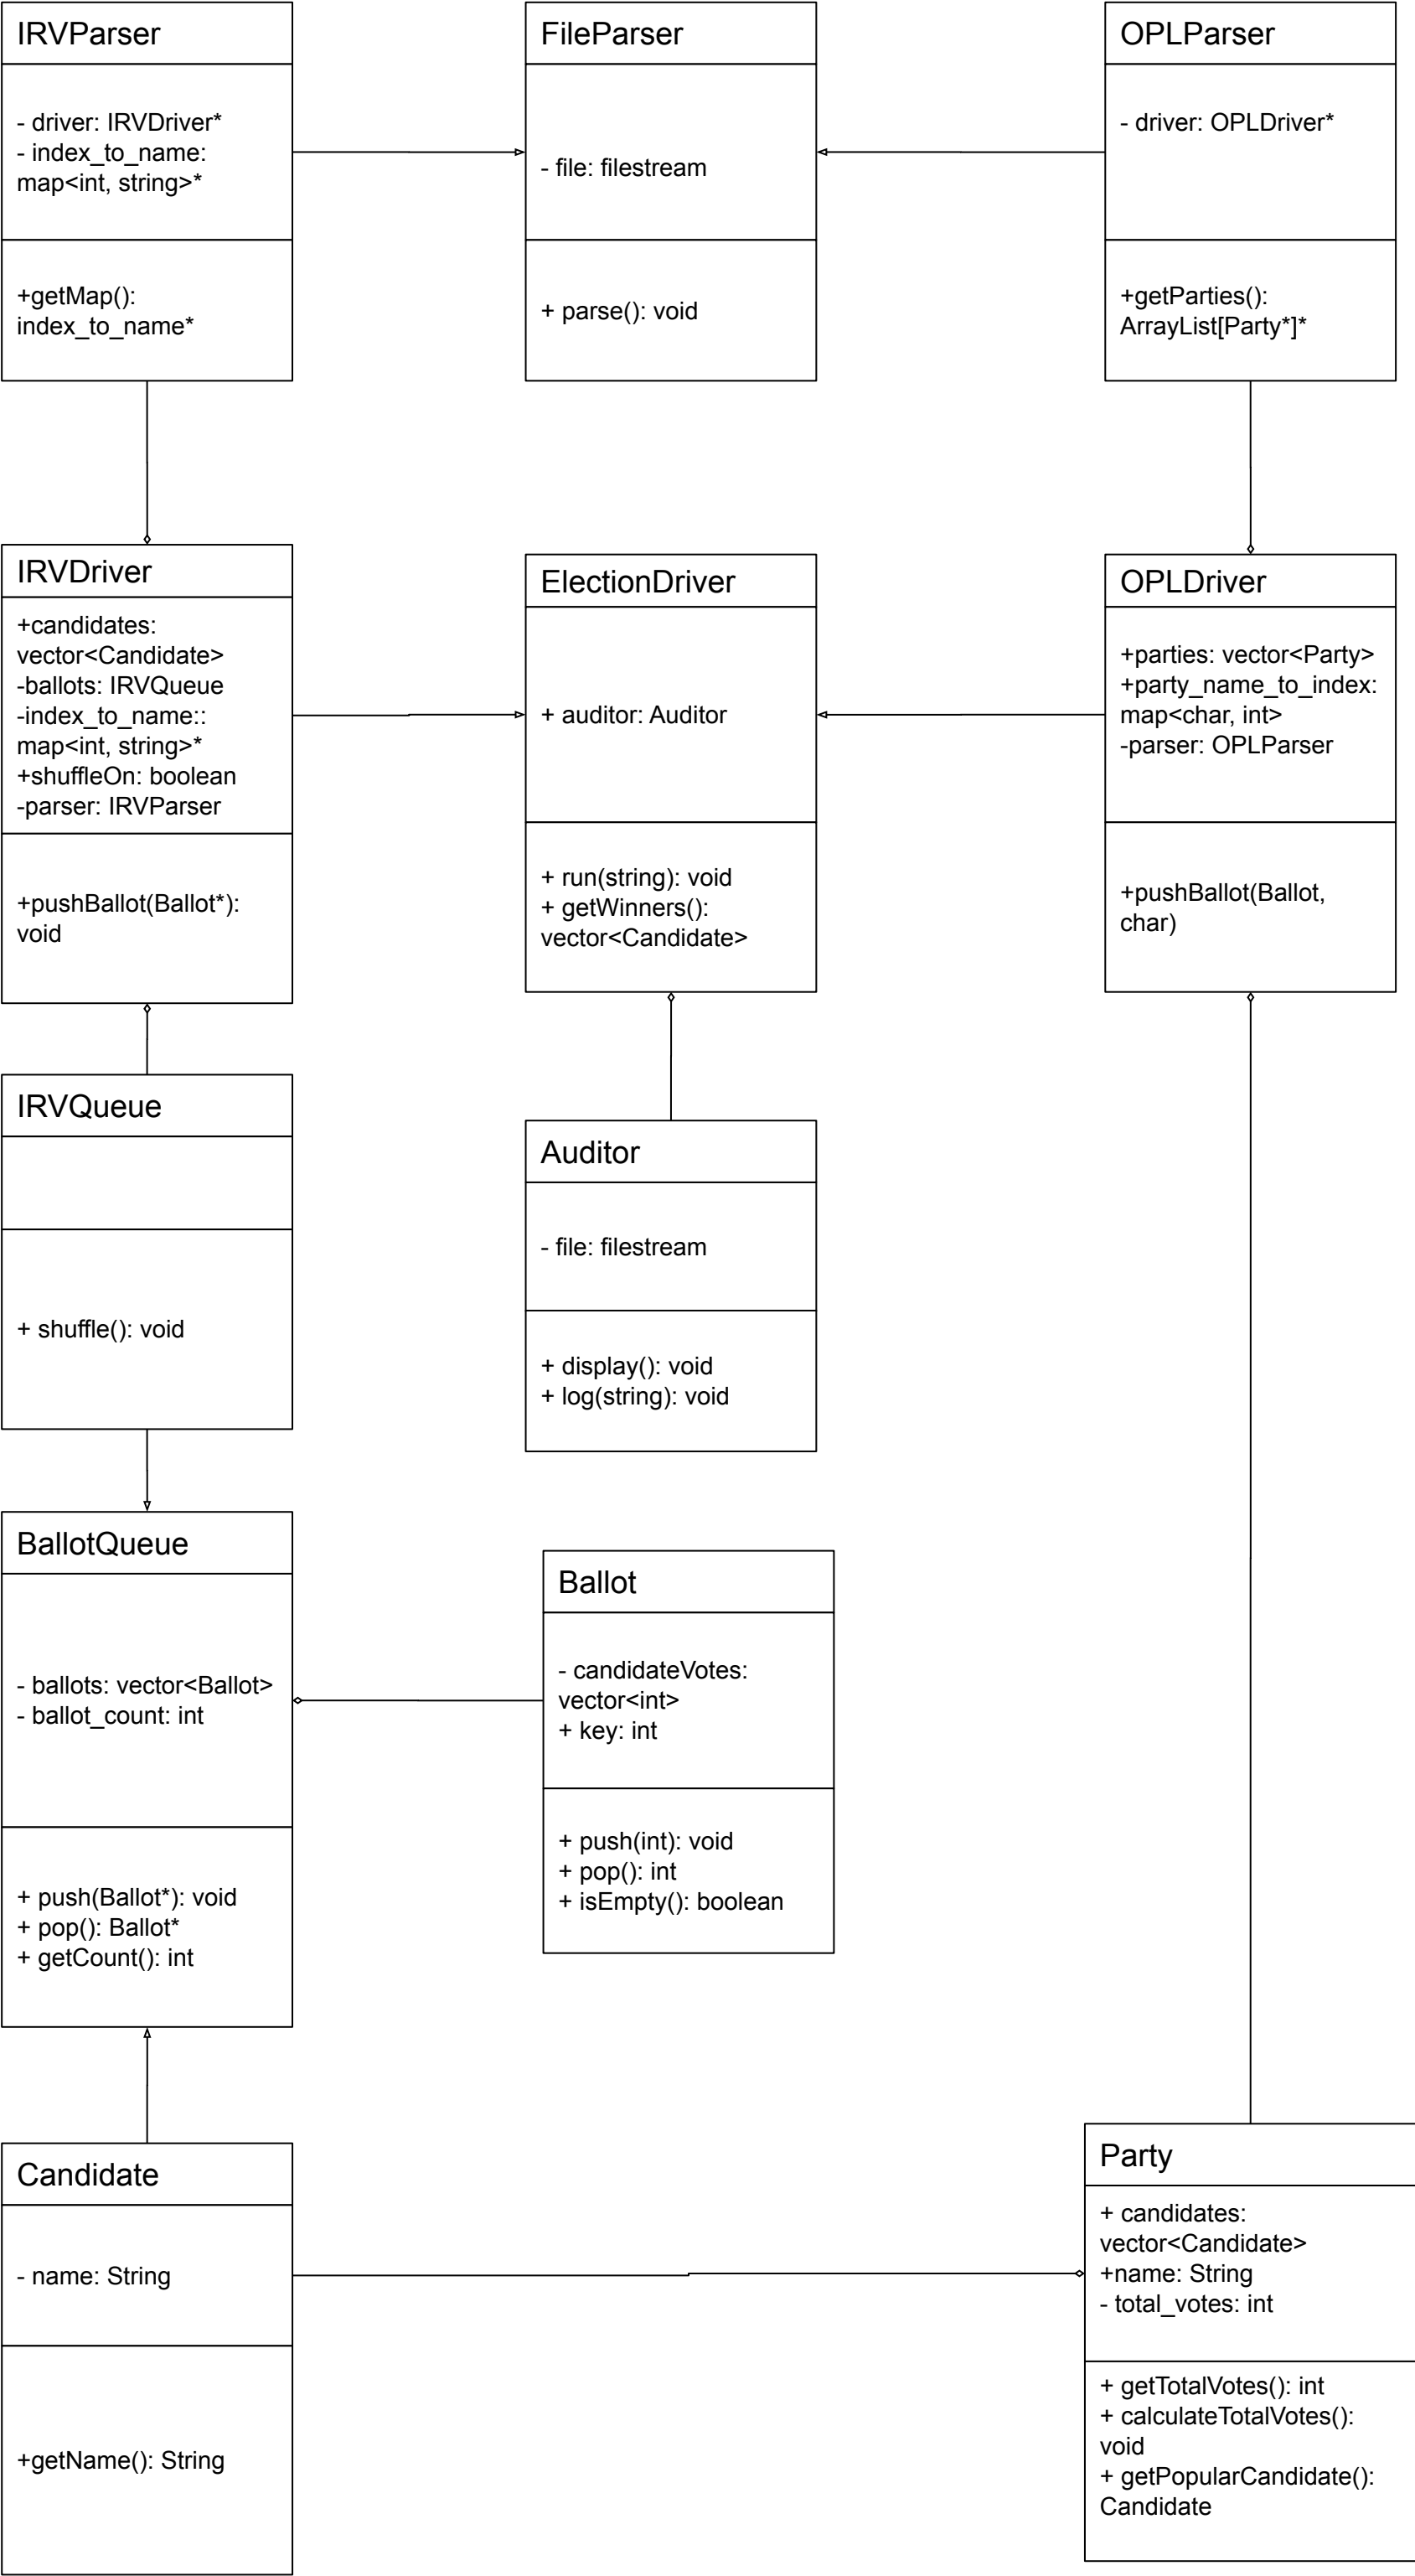 IRVParser
- driver: IRVDriver*
- index_to_name:
map<int, string>*
+getMap():
index_to_name*
FileParser
- file: filestream
+ parse(): void
OPLParser
- driver: OPLDriver*
+getParties():
ArrayList[Party*]*
IRVDriver
+candidates:
vector<Candidate>
-ballots: IRVQueue
-index_to_name::
map<int, string>*
+shuffleOn: boolean
-parser: IRVParser
+pushBallot(Ballot*):
void
ElectionDriver
+ auditor: Auditor
+ run(string): void
+ getWinners():
vector<Candidate>
OPLDriver
+parties: vector<Party>
+party_name_to_index:
map<char, int>
-parser: OPLParser
+pushBallot(Ballot,
char)
IRVQueue
+ shuffle(): void
Auditor
- file: filestream
+ display(): void
+ log(string): void
BallotQueue
- ballots: vector<Ballot>
- ballot_count: int
+ push(Ballot*): void
+ pop(): Ballot*
+ getCount(): int
Ballot
- candidateVotes:
vector<int>
+ key: int
+ push(int): void
+ pop(): int
+ isEmpty(): boolean
Candidate
- name: String
+getName(): String
Party
+ candidates:
vector<Candidate>
+name: String
- total_votes: int
+ getTotalVotes(): int
+ calculateTotalVotes():
void
+ getPopularCandidate():
Candidate